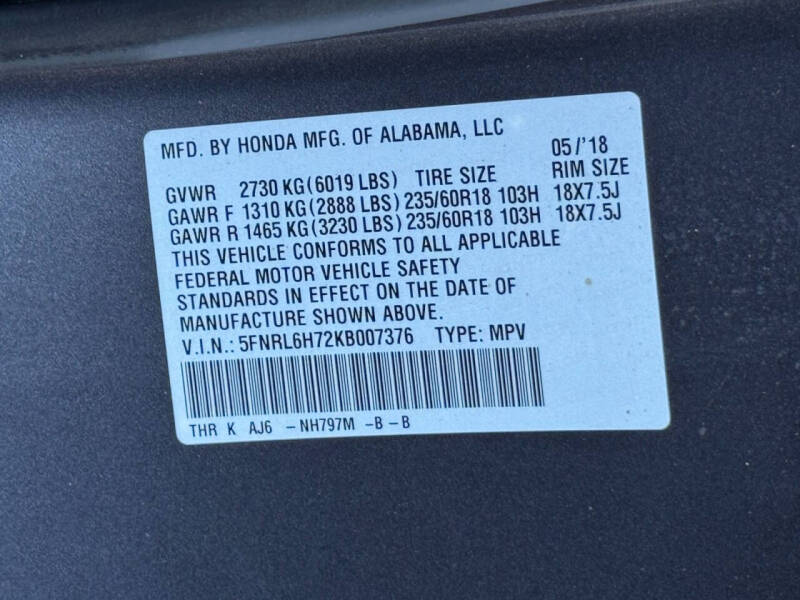 MFD. BY HONDA MFG. OF ALABAMA, LLC 05/'18
GVWR 2730 KG(6019 LBS) TIRE SIZE RIM SIZE
GAWR F 1310 KG(2888 LBS)235/60R18 103H 18X7.5J
GAWR R 1465 KG(3230 LBS)235/60R18 103H 18X7.5J
THIS VEHICLE CONFORMS TO ALL APPLICABLE
FEDERAL MOTOR VEHICLE SAFETY
STANDARDS IN EFFECT ON THE DATE OF
MANUFACTURE SHOWN ABOVE.
V.I.N.: 5FNRL6H72KB007376 TYPE: MPV
THR K AJ6 -NH797M -B-B